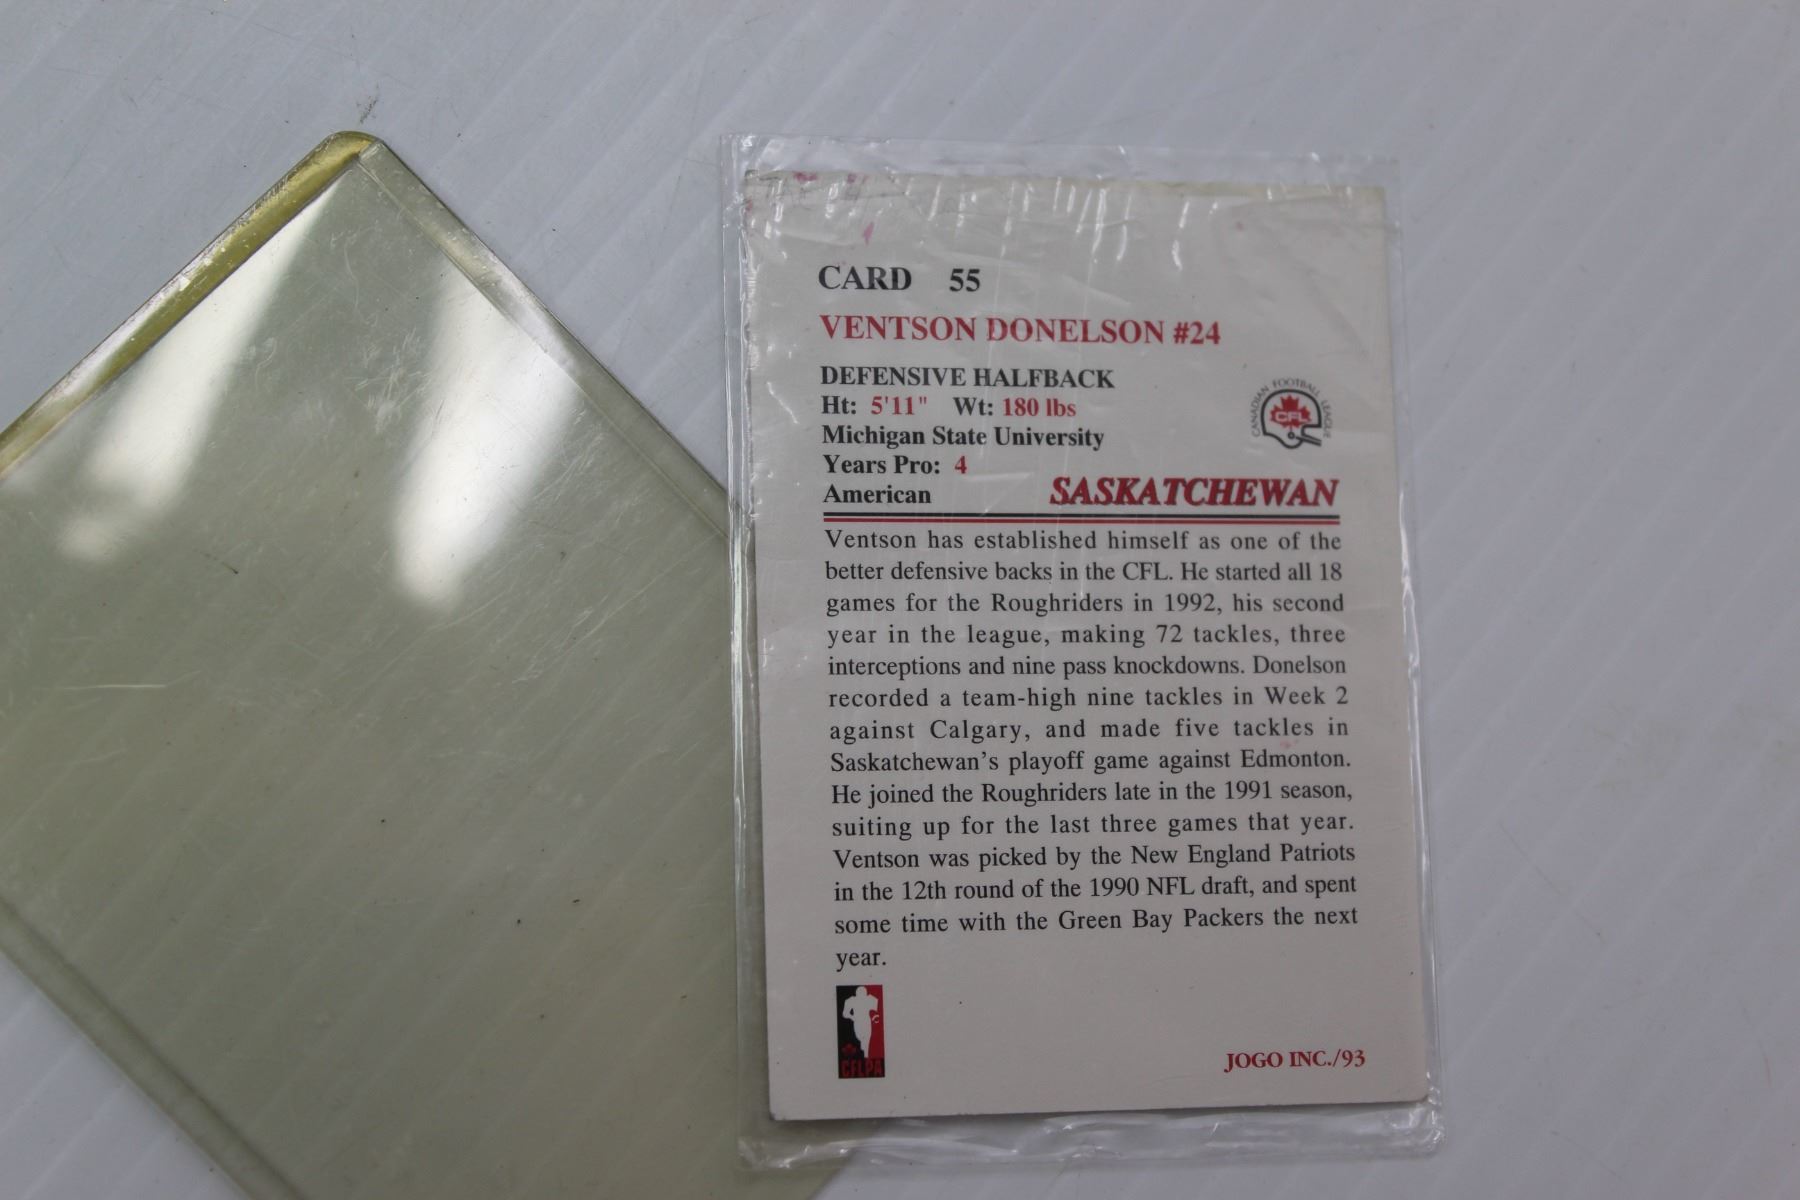 CARD 55
VENTSON DONELSON #24
DEFENSIVE HALFBACK
Ht: 5'11" Wt: 180 lbs
Michigan State University
Years Pro: 4
American
CANADIAN FOOTBALL LEAGUE
CFL
SASKATCHEWAN
Ventson has established himself as one of the
better defensive backs in the CFL. He started all 18
games for the Roughriders in 1992, his second
year in the league, making 72 tackles, three
interceptions and nine pass knockdowns. Donelson
recorded a team-high nine tackles in Week 2
against Calgary, and made five tackles in
Saskatchewan's playoff game against Edmonton.
He joined the Roughriders late in the 1991 season,
suiting up for the last three games that year.
Ventson was picked by the New England Patriots
in the 12th round of the 1990 NFL draft, and spent
some time with the Green Bay Packers the next
year.
CFLPA
JOGO INC./93